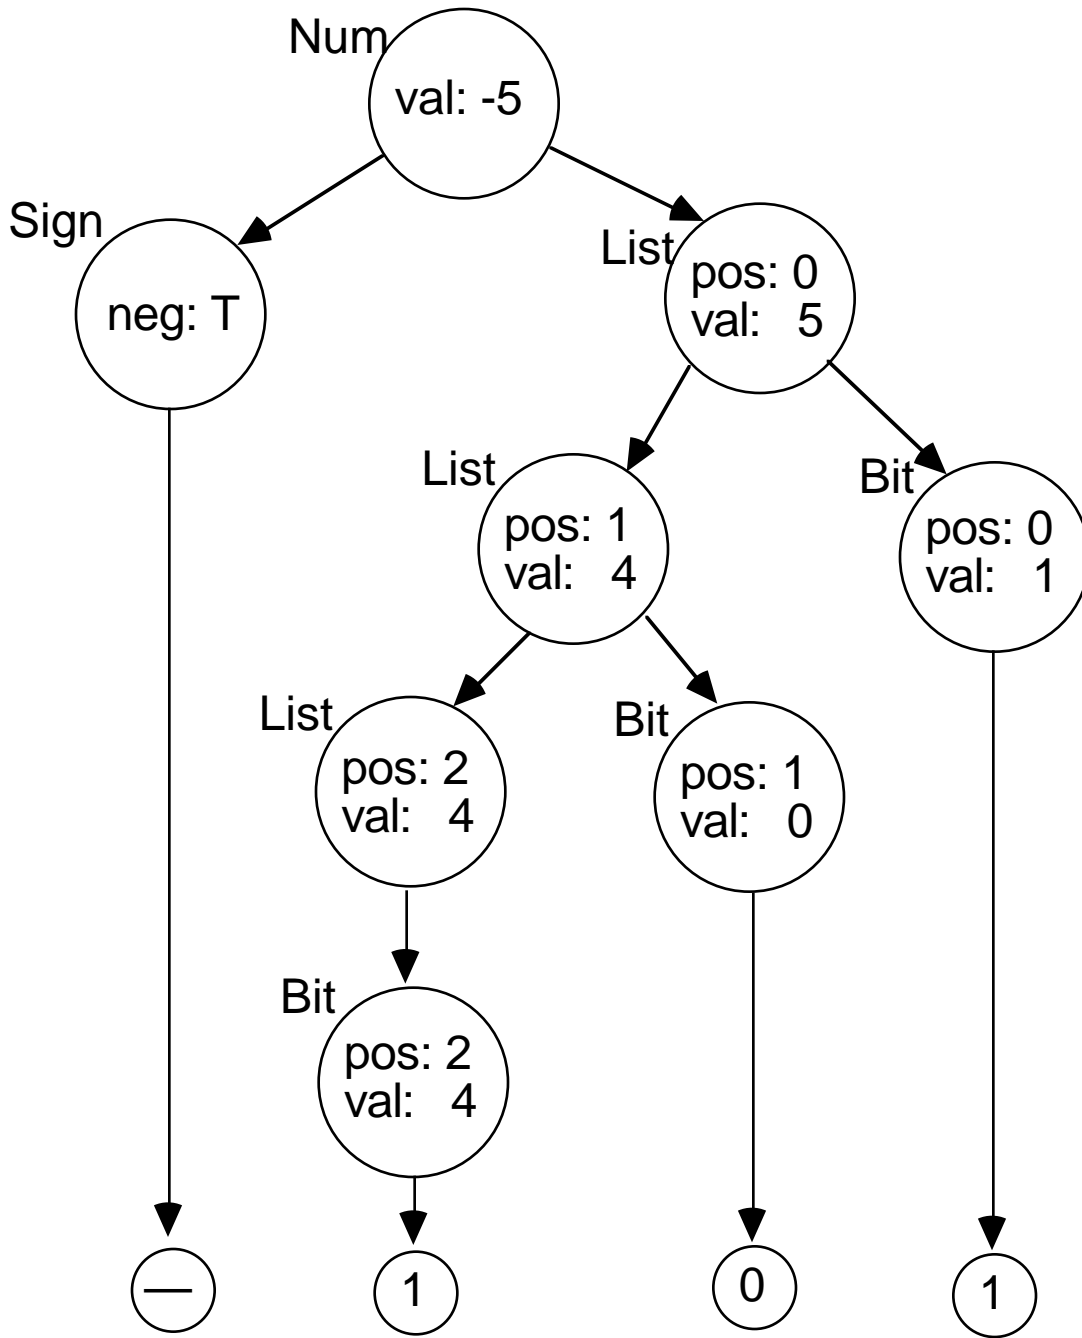 Num
val: -5
Sign
neg: T
List
pos: 0
val: 5
List
pos: 1
val: 4
Bit
pos: 0
val: 1
List
pos: 2
val: 4
Bit
pos: 1
val: 0
Bit
pos: 2
val: 4
—
1
0
1